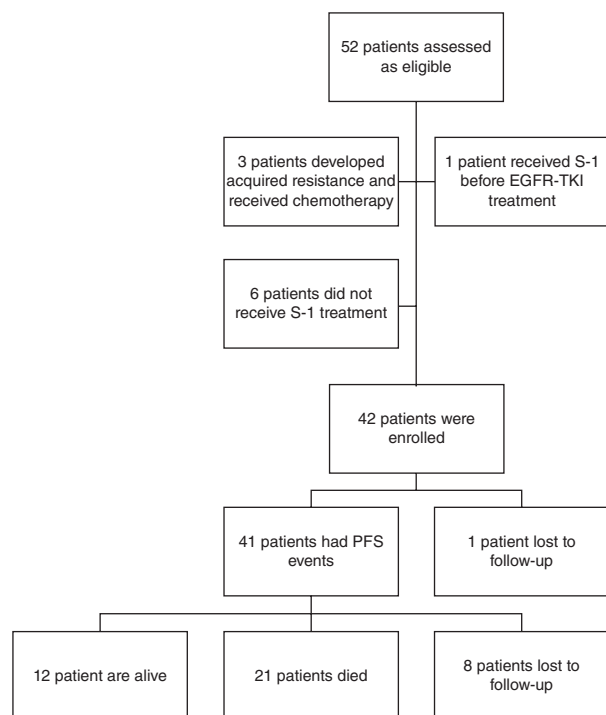 52 patients assessed
as eligible
3 patients developed
acquired resistance and
received chemotherapy
1 patient received S-1
before EGFR-TKI
treatment
6 patients did not
receive S-1 treatment
42 patients were
enrolled
41 patients had PFS
events
1 patient lost to
follow-up
12 patient are alive
21 patients died
8 patients lost to
follow-up